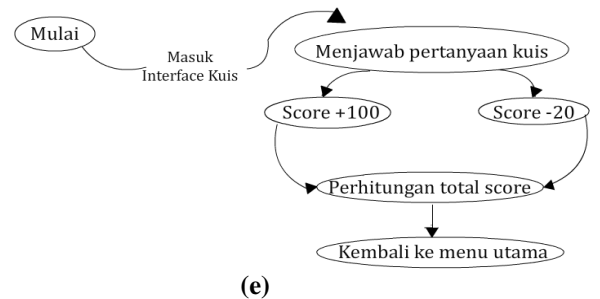 Mulai
Masuk
Interface Kuis
Menjawab pertanyaan kuis
Score +100
Score -20
Perhitungan total score
Kembali ke menu utama
(e)